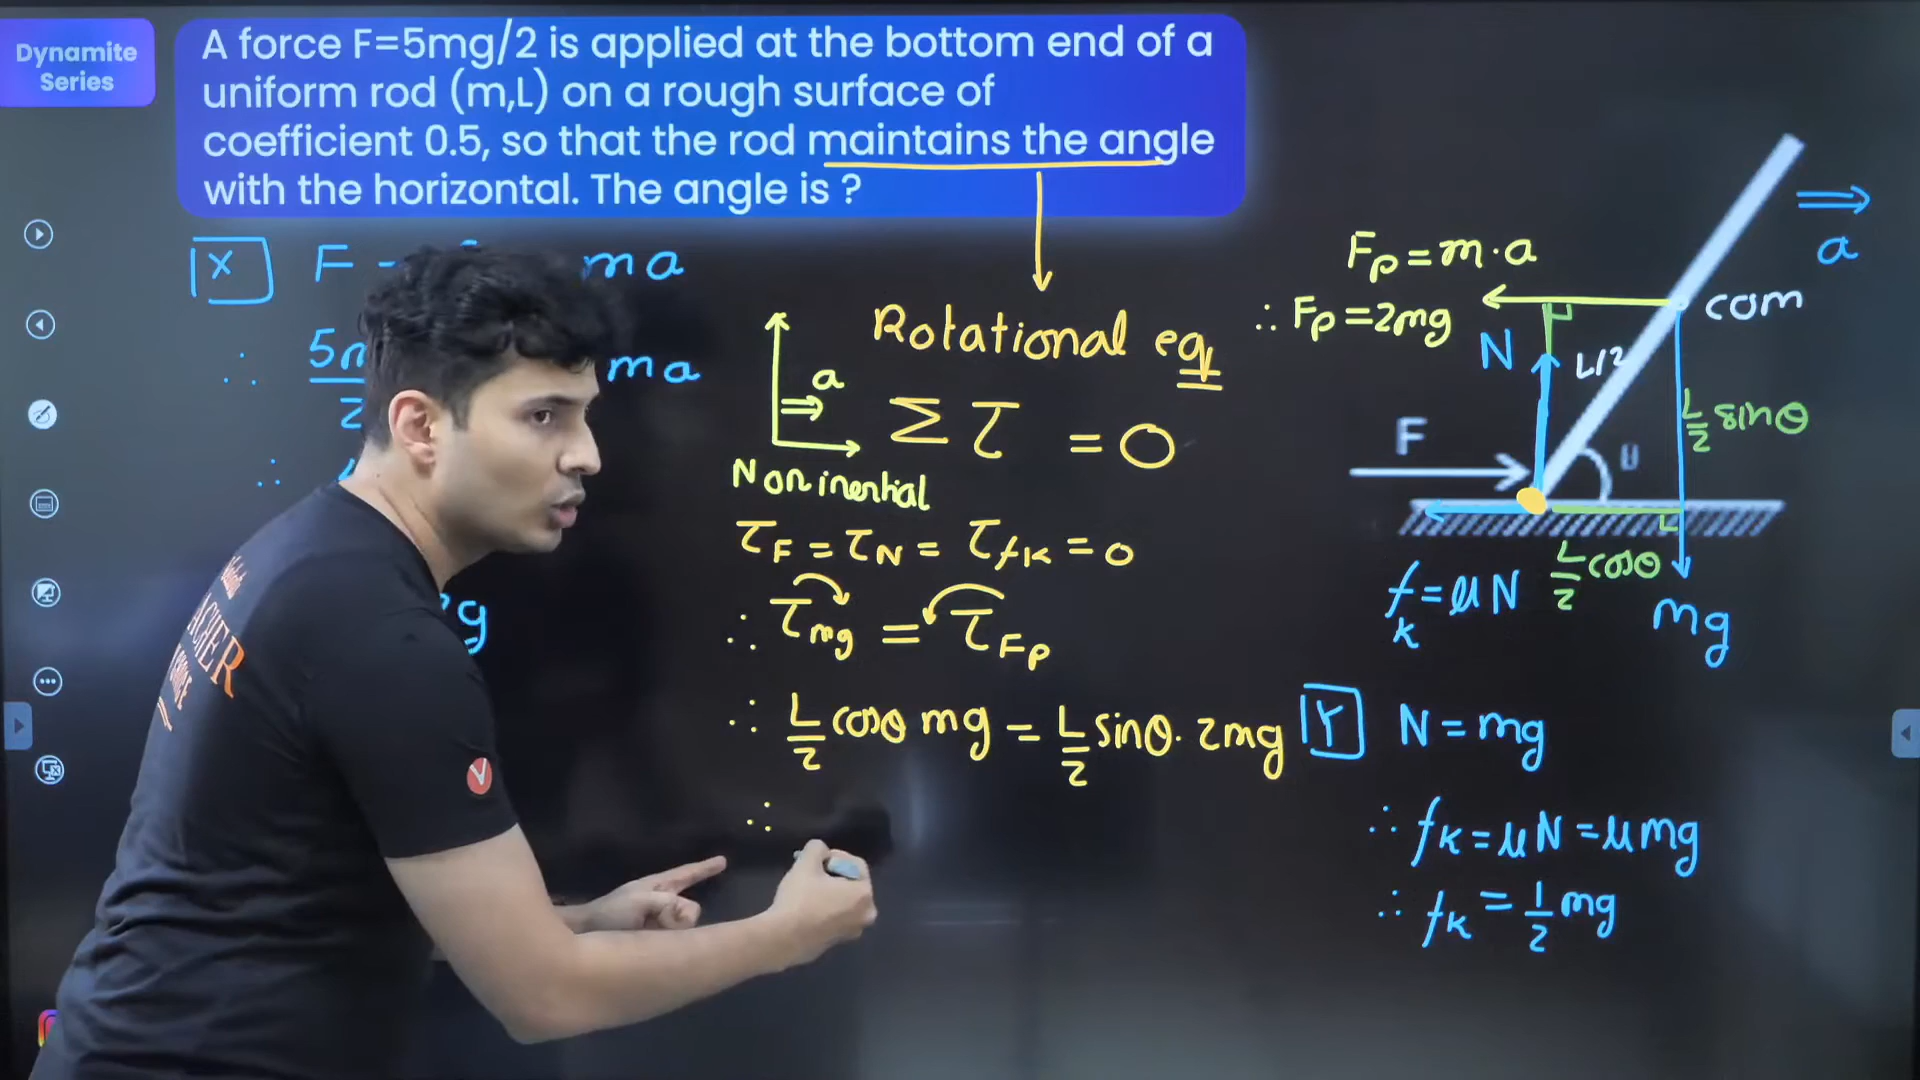 Dynamite
Series
A force F=5mg/2 is applied at the bottom end of a
uniform rod (m,L) on a rough surface of
coefficient 0.5, so that the rod maintains the angle
with the horizontal. The angle is ?
X F - ma
∴ ma
∴
Rotational eq
a
Σ τ = 0
Non inertial
τF = τN = τfK = 0
∴ τmg = τFp
∴ L/2 cosθ mg = L/2 sinθ. 2mg
∴
Fp = m·a
∴ Fp = 2mg
a
com
N
L/2
L/2 sinθ
F
θ
fk = μN
L/2 cosθ
mg
Y N = mg
∴ fK = μN = μmg
∴ fK = 1/2 mg
V